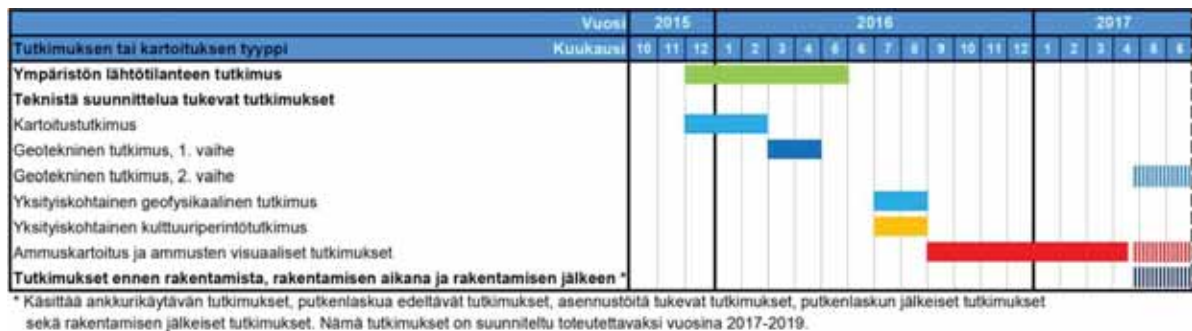 Vuosi 2015 2016 2017
Tutkimuksen tai kartoituksen tyyppi Kuukausi 10 11 12 1 2 3 4 5 6 7 8 9 10 11 12 1 2 3 4 5 6
Ympäristön lähtötilanteen tutkimus
Teknistä suunnittelua tukevat tutkimukset
Kartoitustutkimus
Geotekninen tutkimus, 1. vaihe
Geotekninen tutkimus, 2. vaihe
Yksityiskohtainen geofysikaalinen tutkimus
Yksityiskohtainen kulttuuriperintötutkimus
Ammuskartoitus ja ammusten visuaaliset tutkimukset
Tutkimukset ennen rakentamista, rakentamisen aikana ja rakentamisen jälkeen *
* Käsittää ankkurikäytävän tutkimukset, putkenlaskua edeltävät tutkimukset, asennustöitä tukevat tutkimukset, putkenlaskun jälkeiset tutkimukset
sekä rakentamisen jälkeiset tutkimukset. Nämä tutkimukset on suunniteltu toteutettavaksi vuosina 2017-2019.